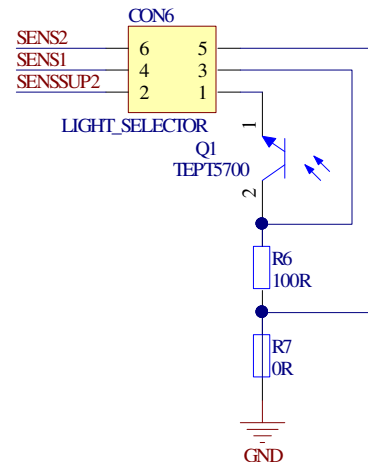 CON6
SENS2 6 5
SENS1 4 3
SENSSUP2 2 1
LIGHT_SELECTOR
1
Q1
TEPT5700
2
R6
100R
R7
0R
GND